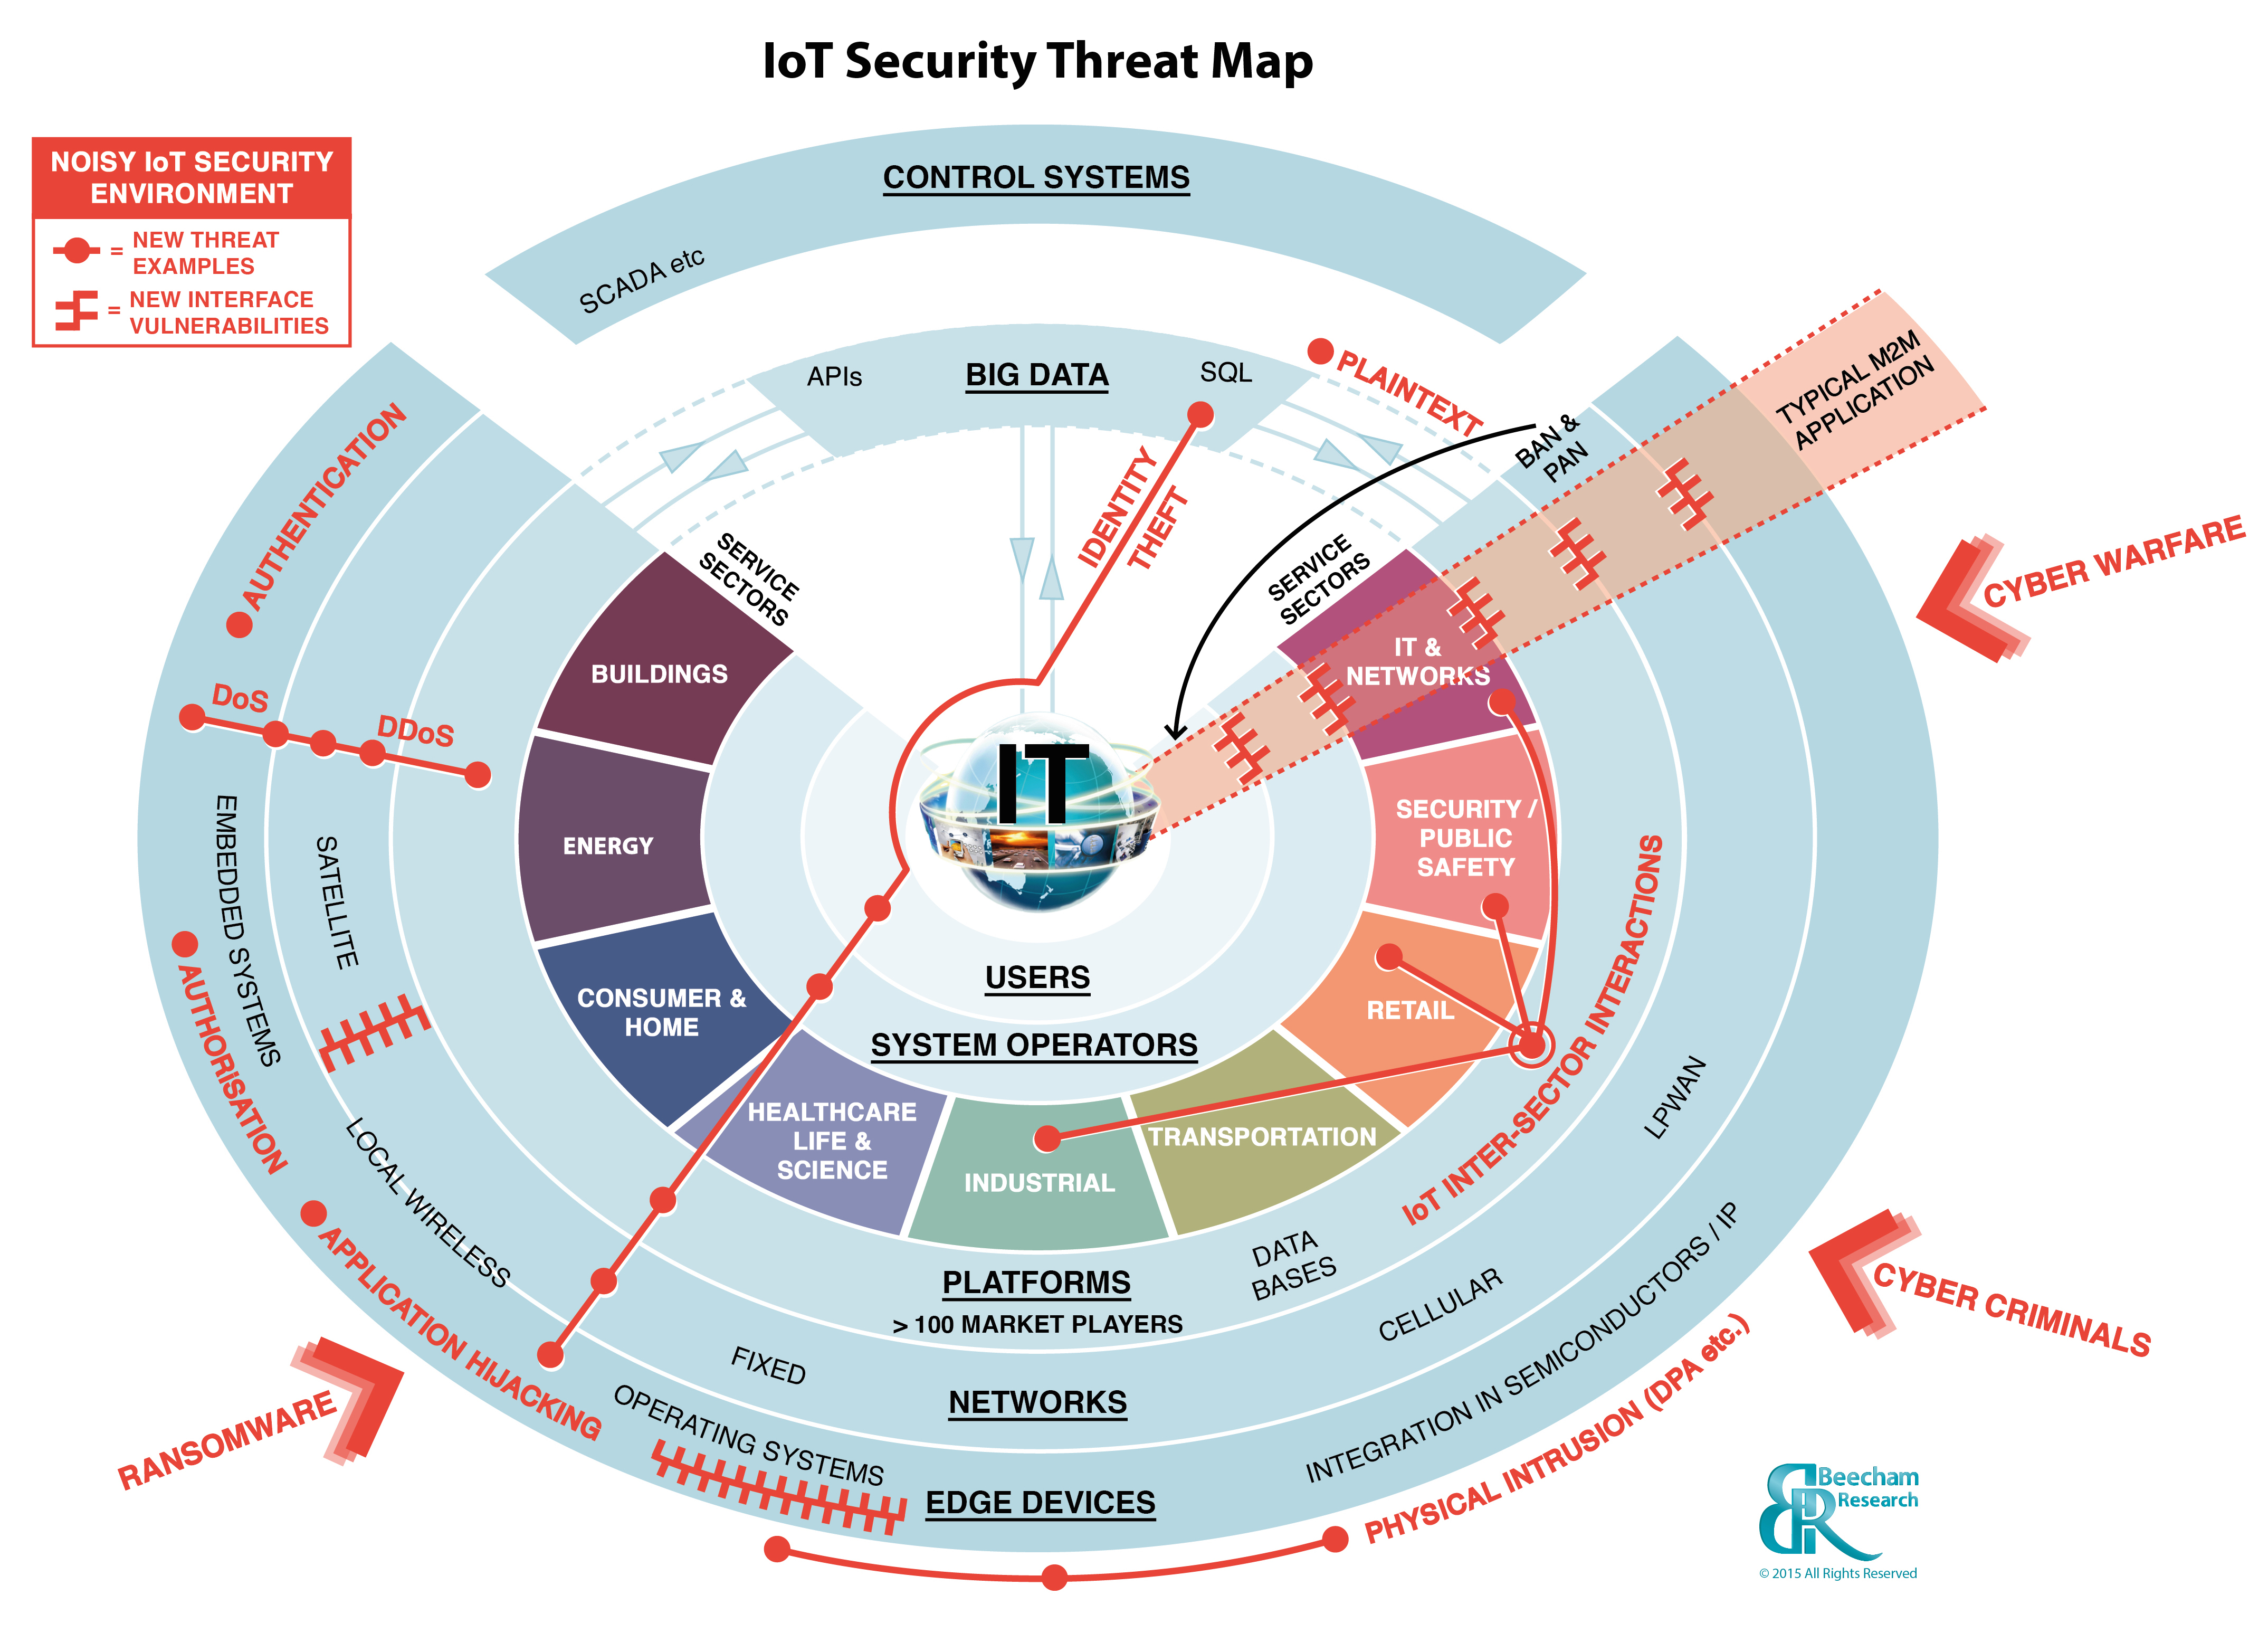 IoT Security Threat Map
NOISY IoT SECURITY
ENVIRONMENT
= NEW THREAT
EXAMPLES
= NEW INTERFACE
VULNERABILITIES
CONTROL SYSTEMS
SCADA etc
APIs
BIG DATA
SQL
PLAINTEXT
BAN &
PAN
TYPICAL M2M
APPLICATION
AUTHENTICATION
IDENTITY
THEFT
SERVICE
SECTORS
SERVICE
SECTORS
CYBER WARFARE
DoS
DDoS
BUILDINGS
IT &
NETWORKS
IT
ENERGY
SECURITY /
PUBLIC
SAFETY
EMBEDDED SYSTEMS
SATELLITE
CONSUMER &
HOME
USERS
RETAIL
SYSTEM OPERATORS
IoT INTER-SECTOR INTERACTIONS
AUTHORiSATION
LOCAL WIRELESS
HEALTHCARE
LIFE &
SCIENCE
INDUSTRIAL
TRANSPORTATION
LPWAN
DATA
BASES
PLATFORMS
> 100 MARKET PLAYERS
CELLULAR
FIXED
NETWORKS
INTEGRATION IN SEMICONDUCTORS / IP
CYBER CRIMINALS
APPLICATION HIJACKING
RANSOMWARE
OPERATING SYSTEMS
EDGE DEVICES
PHYSICAL INTRUSION (DPA etc.)
BR
Beecham
Research
© 2015 All Rights Reserved